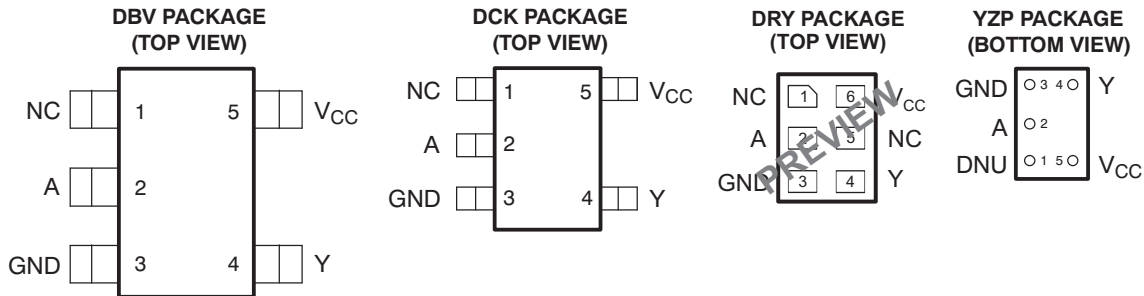 DBV PACKAGE
(TOP VIEW)
NC 1 5 VCC
A 2
GND 3 4 Y
DCK PACKAGE
(TOP VIEW)
NC 1 5 VCC
A 2
GND 3 4 Y
DRY PACKAGE
(TOP VIEW)
NC 1 6 VCC
A 2 5 NC
GND 3 4 Y
PREVIEW
YZP PACKAGE
(BOTTOM VIEW)
GND 3 4 Y
A 2
DNU 1 5 VCC